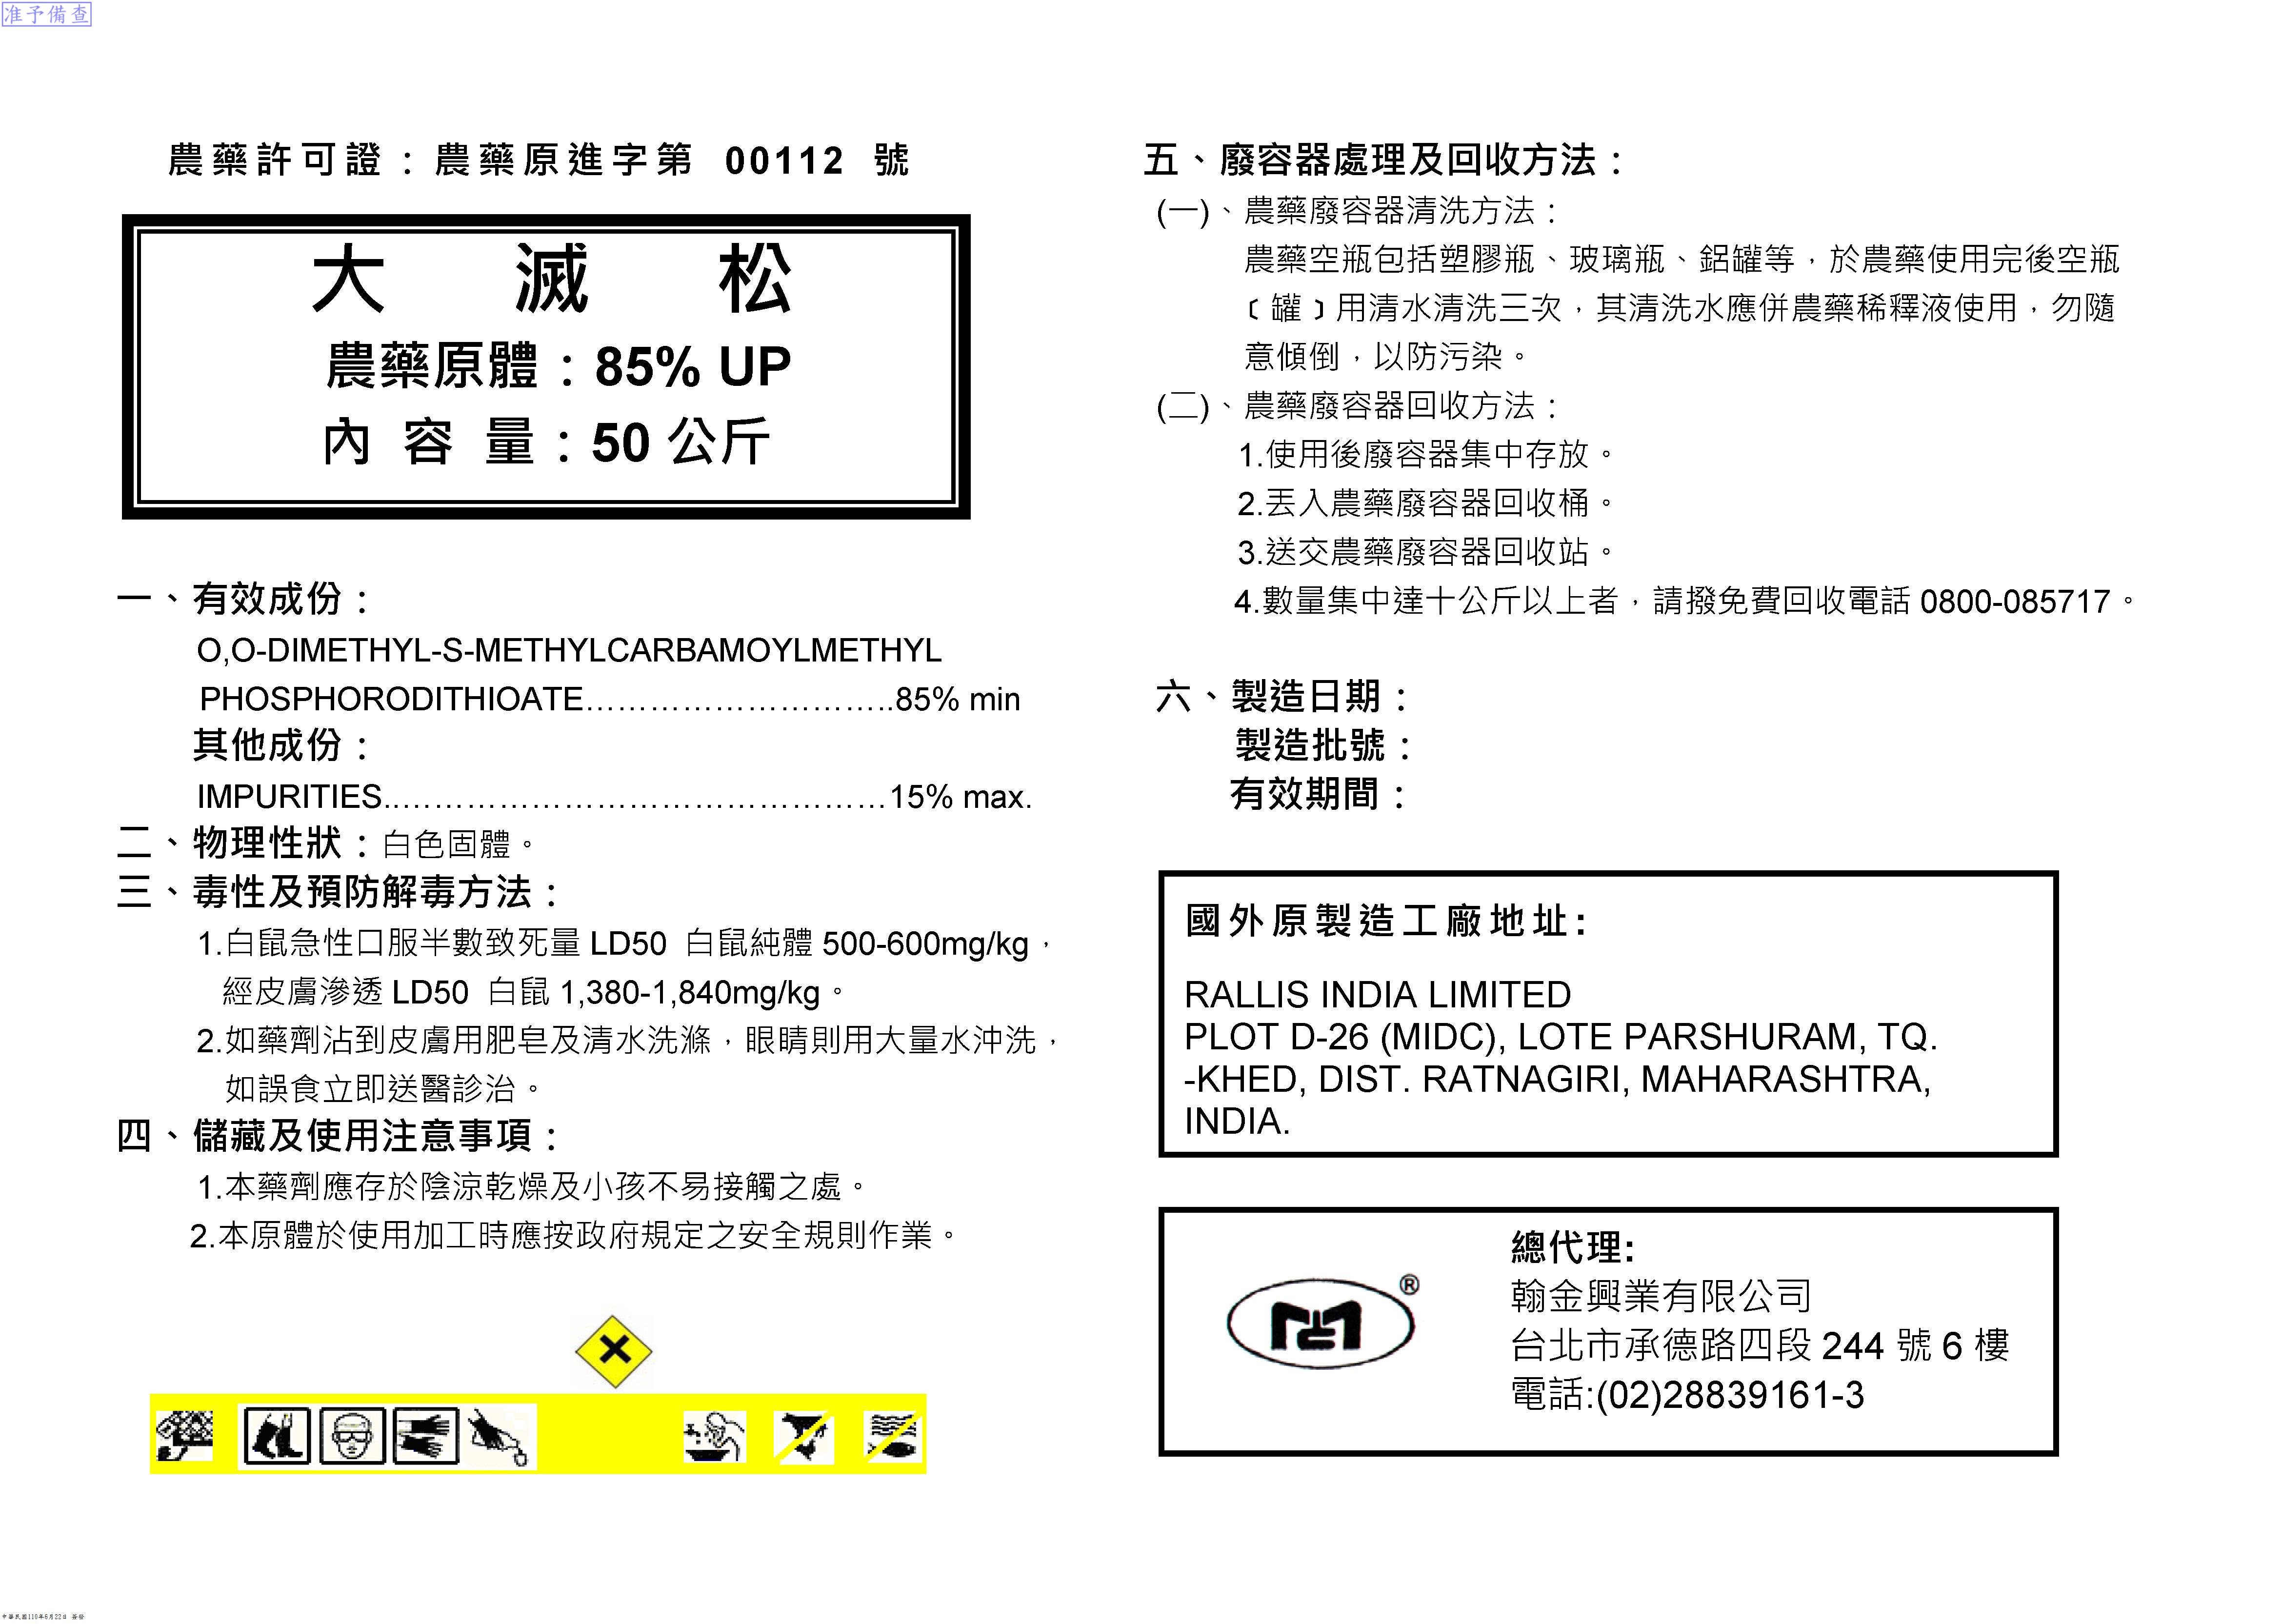 准予備查
農藥許可證：農藥原進字第 00112 號
大 滅 松
農藥原體：85% UP
內 容 量：50 公斤
一、有效成份：
O,O-DIMETHYL-S-METHYLCARBAMOYLMETHYL
PHOSPHORODITHIOATE………………………..85% min
其他成份：
IMPURITIES..………………………………………15% max.
二、物理性狀：白色固體。
三、毒性及預防解毒方法：
1.白鼠急性口服半數致死量 LD50 白鼠純體 500-600mg/kg，
經皮膚滲透 LD50 白鼠 1,380-1,840mg/kg。
2.如藥劑沾到皮膚用肥皂及清水洗滌，眼睛則用大量水沖洗，
如誤食立即送醫診治。
四、儲藏及使用注意事項：
1.本藥劑應存於陰涼乾燥及小孩不易接觸之處。
2.本原體於使用加工時應按政府規定之安全規則作業。
五、廢容器處理及回收方法：
(一)、農藥廢容器清洗方法：
農藥空瓶包括塑膠瓶、玻璃瓶、鋁罐等，於農藥使用完後空瓶
﹝罐﹞用清水清洗三次，其清洗水應併農藥稀釋液使用，勿隨
意傾倒，以防污染。
(二)、農藥廢容器回收方法：
1.使用後廢容器集中存放。
2.丟入農藥廢容器回收桶。
3.送交農藥廢容器回收站。
4.數量集中達十公斤以上者，請撥免費回收電話 0800-085717。
六、製造日期：
製造批號：
有效期間：
國外原製造工廠地址:
RALLIS INDIA LIMITED
PLOT D-26 (MIDC), LOTE PARSHURAM, TQ.
-KHED, DIST. RATNAGIRI, MAHARASHTRA,
INDIA.
®
總代理:
翰金興業有限公司
台北市承德路四段 244 號 6 樓
電話:(02)28839161-3
中華民國110年6月22日